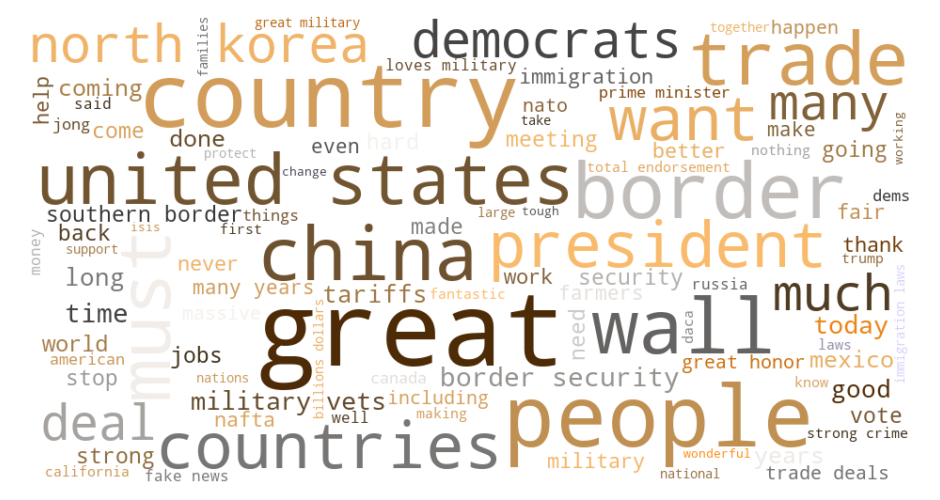 great military
families
north korea
democrats
together
happen
trade
loves military
country
immigration
help
coming
said
prime minister
many
nato
take
want
jong
come
make
working
done
even
hard
meeting
better
nothing
going
protect
change
total endorsement
united states
border
dems
southern border
things
large
tough
fair
first
isis
made
back
china
president
thank
trump
support
money
must
never
long
work
security
russia
much
many years
tariffs
fantastic
farmers
immigration laws
time
massive
great
wall
billions dollars
need
daca
today
laws
world
american
jobs
great honor
mexico
stop
nations
canada
border security
know
good
military vets
including
people
deal
nafta
well
making
vote
countries
strong
strong crime
california
fake news
military
wonderful
years
national
trade deals